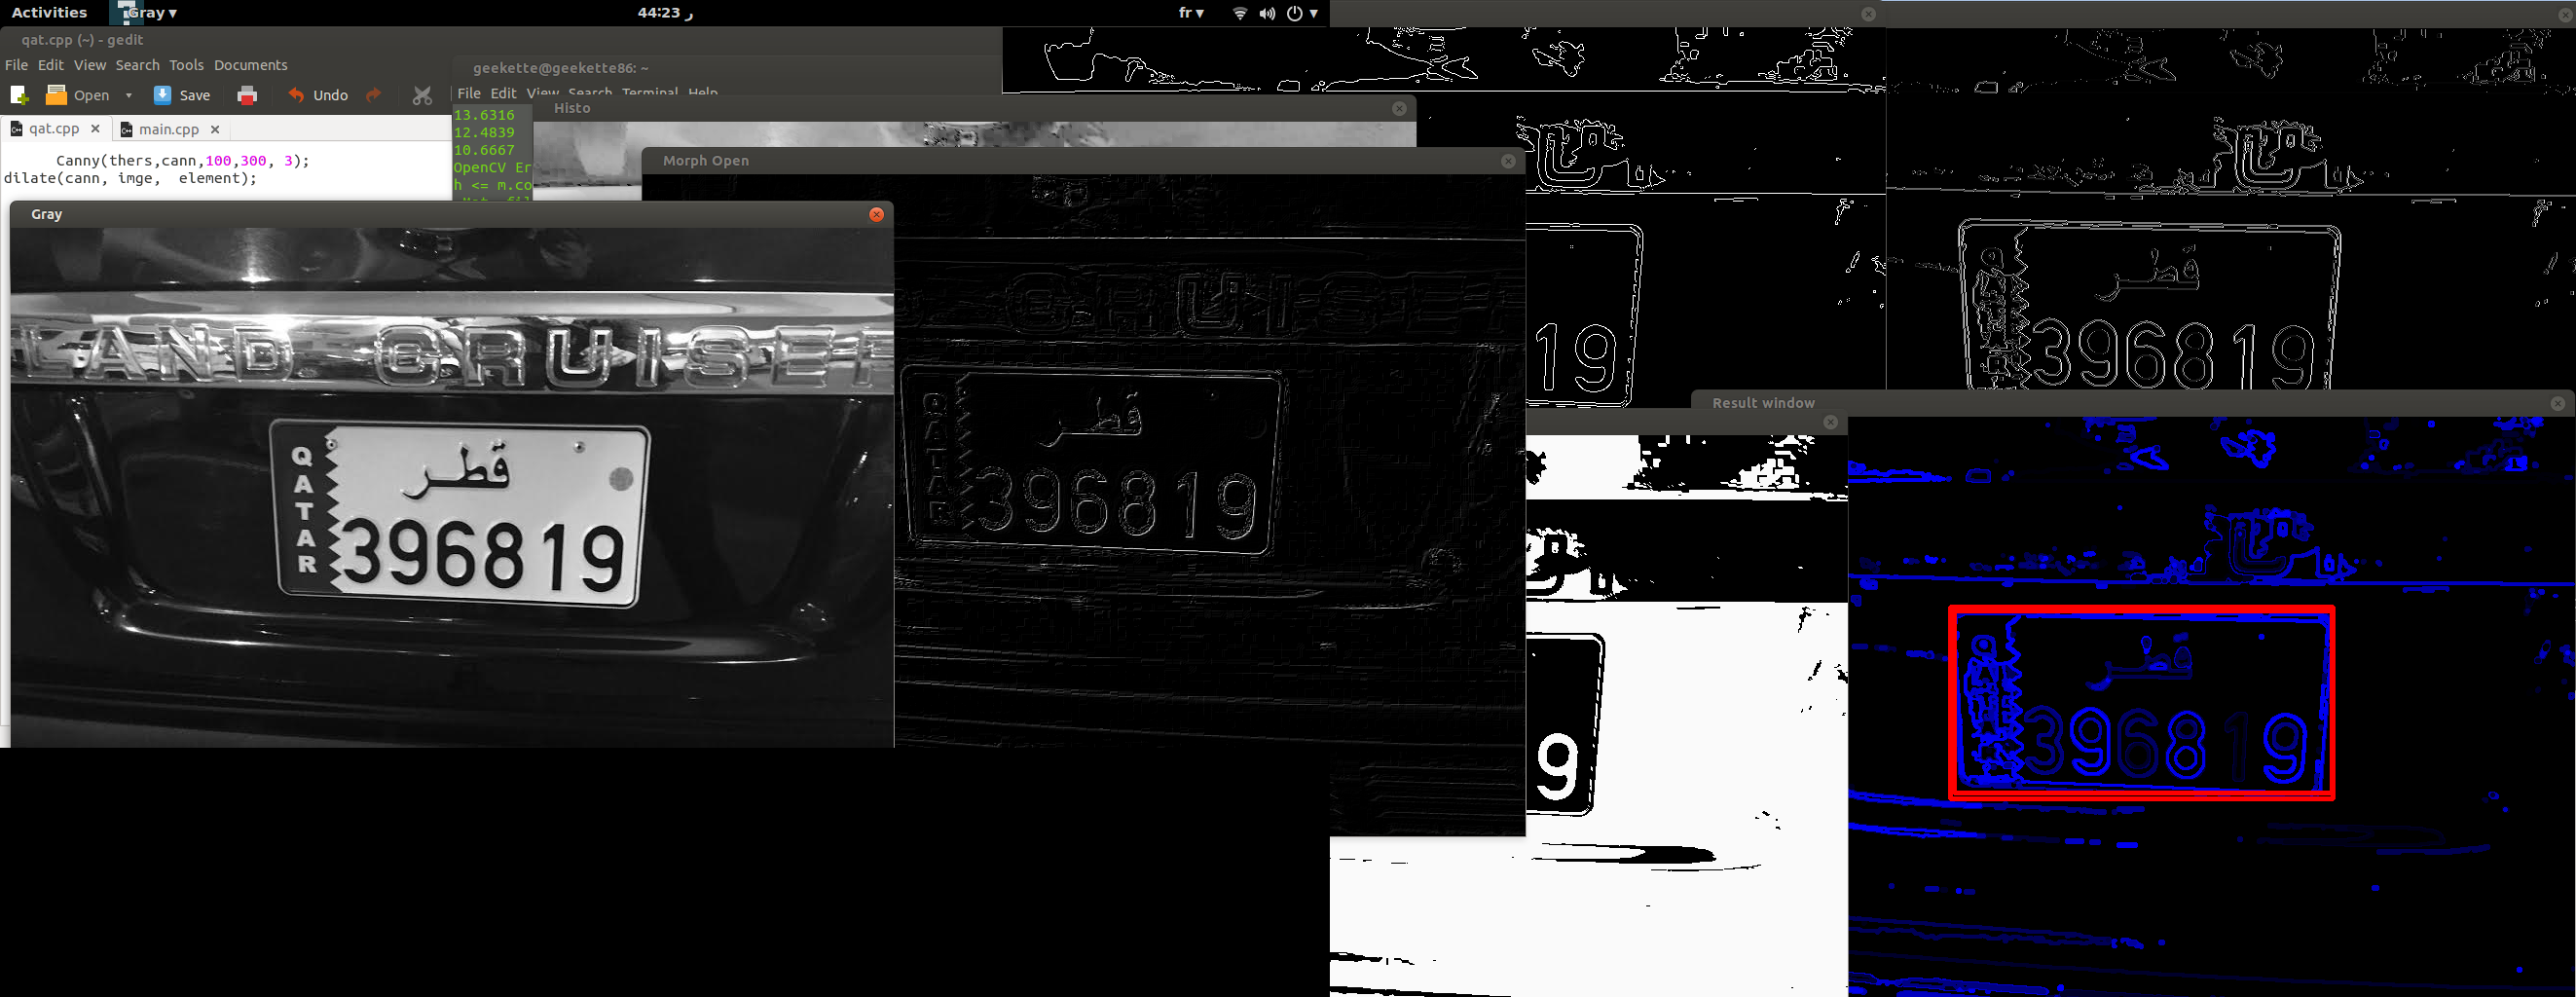 Activities
Gray ▾
44:23 ر
fr ▾
qat.cpp (~) - gedit
File Edit View Search Tools Documents
Open
Save
Undo
qat.cpp
main.cpp
Canny(thers,cann,100,300, 3);
dilate(cann, imge,  element);
geekette@geekette86: ~
File Edit View Search Terminal Help
13.6316
12.4839
10.6667
OpenCV Er
h <= m.co
Histo
Morph Open
CRUISE
قطر
QATAR
396819
Gray
LAND CRUISER
قطر
QATAR
396819
19
قطر
396819
9
Result window
قطر
396819